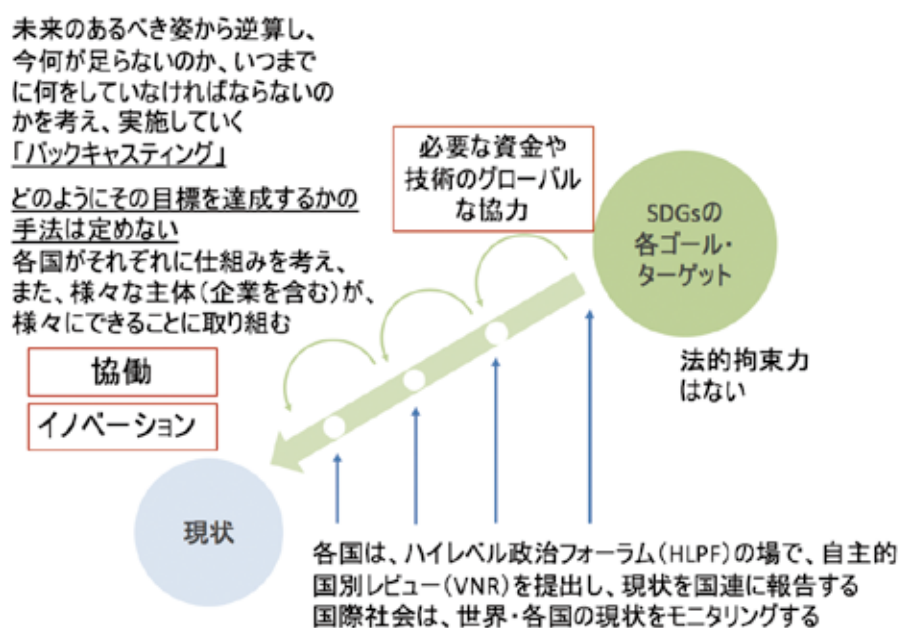 未来のあるべき姿から逆算し、
今何が足らないのか、いつまで
に何をしていなければならないの
かを考え、実施していく
「バックキャスティング」
どのようにその目標を達成するかの
手法は定めない
各国がそれぞれに仕組みを考え、
また、様々な主体(企業を含む)が、
様々にできることに取り組む
協働
イノベーション
現状
必要な資金や
技術のグローバル
な協力
SDGsの
各ゴール・
ターゲット
法的拘束力
はない
各国は、ハイレベル政治フォーラム(HLPF)の場で、自主的
国別レビュー(VNR)を提出し、現状を国連に報告する
国際社会は、世界・各国の現状をモニタリングする